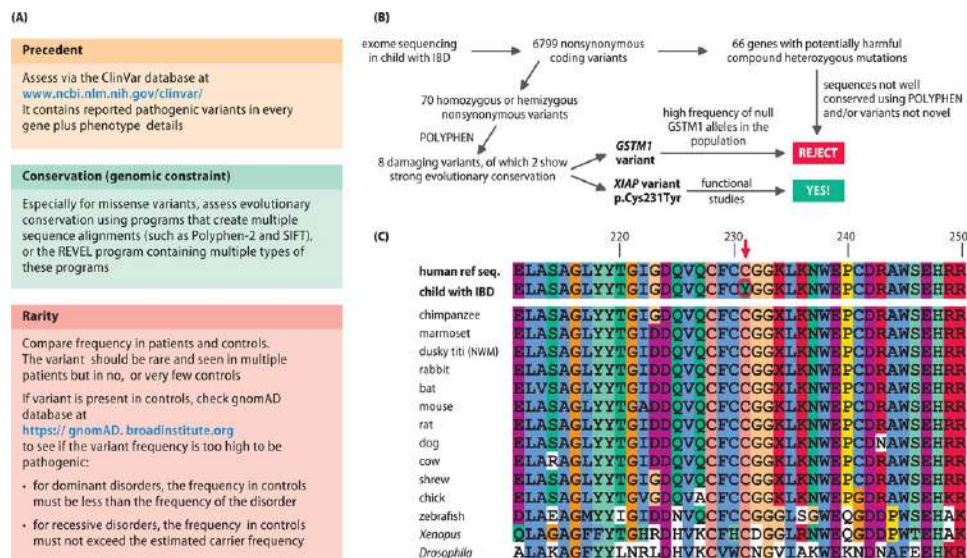 (A)
Precedent
Assess via the ClinVar database at
www.ncbi.nlm.nih.gov/clinvar/
It contains reported pathogenic variants in every
gene plus phenotype details
Conservation (genomic constraint)
Especially for missense variants, assess evolutionary
conservation using programs that create multiple
sequence alignments (such as Polyphen-2 and SIFT),
or the REVEL program containing multiple types of
these programs
Rarity
Compare frequency in patients and controls.
The variant should be rare and seen in multiple
patients but in no, or very few controls
If variant is present in controls, check gnomAD
database at
https:// gnomAD. broadinstitute.org
to see if the variant frequency is too high to be
pathogenic:
• for dominant disorders, the frequency in controls
must be less than the frequency of the disorder
• for recessive disorders, the frequency in controls
must not exceed the estimated carrier frequency
(B)
exome sequencing
in child with IBD
6799 nonsynonymous
coding variants
66 genes with potentially harmful
compound heterozygous mutations
70 homozygous or hemizygous
nonsynonymous variants
POLYPHEN
8 damaging variants, of which 2 show
strong evolutionary conservation
high frequency of null
GSTM1 alleles in the
population
sequences not well
conserved using POLYPHEN
and/or variants not novel
GSTM1
variant
REJECT
XIAP variant
p.Cys231Tyr
functional
studies
YES!
(C)
220 230 240 250
human ref seq. ELASAGLYYTGIGDQVQCFCCGGKLKNWEPCDRAWSEHRR
child with IBD ELASAGLYYTGIGDQVQCFCYGGKLKNWEPCDRAWSEHRR
chimpanzee ELASAGLYYTGIGDQVQCFCCGGKLKNWEPCDRAWSEHRR
marmoset ELASAGLYYTGIDDQVQCFCCGGKLKNWEPCDRAWSEHRR
dusky titi (NWM) ELASAGLYYTGIDDQVQCFCCGGKLKNWEPCDRAWSEHRR
rabbit ELASAGLYYTGIDDQVQCFCCGGKLKNWEPCDRAWSEHRR
bat ELVSAGLYYTGIDDQVQCFCCGGKLKNWEPCDRAWSEHRR
mouse ELASAGLYYTGADDQVQCFCCGGKLKNWEPCDRAWSEHRR
rat ELASAGLYYTGIDDQVQCFCCGGKLKNWEPCDRAWSEHRR
dog ELASAGLYYTGIDDQVQCFCCGGKLKNWEPCDNAWSEHRR
cow ELARAGLYYTGIDDQVQCFCCGGKLKNWEPCDRAWSEHRR
shrew ELASAGLYYTGIGDQVQCFCCGGKLKNWEPCDRAWSEHRR
chick ELASAGLYYTGVGDQVACFCCGGKLKNWEPGDRAWSEHKR
zebrafish DLAEAGMYYIGIDDNVQCFCCGGGLSGWEQGDDPWSEHAK
Xenopus QLAGAGFFYTGHRDHVKCFHCDGGLRNWEQGDDPWTEHAK
Drosophila ALAKAGFYYLNRLDHVKCVWCNGVIAKWEKNDNAFEEHKR